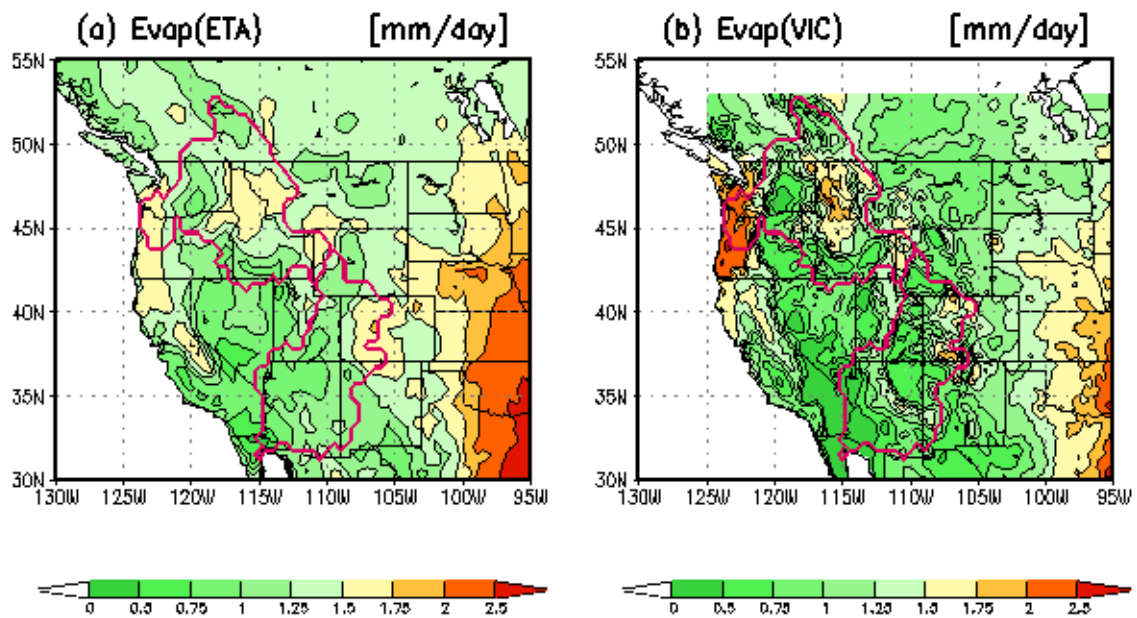 (a) Evap(ETA) [mm/day]
55N
50N
45N
40N
35N
30N
130W 125W 120W 115W 110W 105W 100W 95W
0 0.5 0.75 1 1.25 1.5 1.75 2 2.5
(b) Evap(VIC) [mm/day]
55N
50N
45N
40N
35N
30N
130W 125W 120W 115W 110W 105W 100W 95W
0 0.5 0.75 1 1.25 1.5 1.75 2 2.5